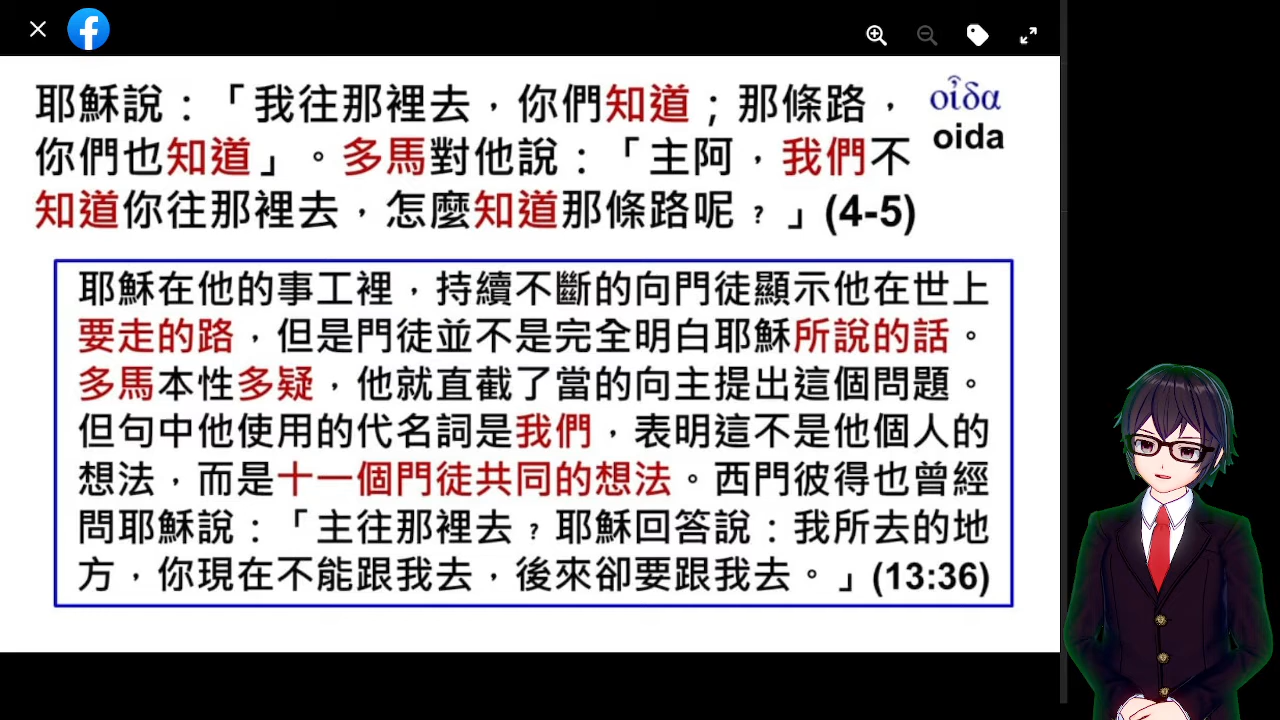 耶穌說：「我往那裡去，你們知道；那條路，
你們也知道」。多馬對他說：「主阿，我們不
知道你往那裡去，怎麼知道那條路呢？」(4-5)
οἶδα
oida
耶穌在他的事工裡，持續不斷的向門徒顯示他在世上
要走的路，但是門徒並不是完全明白耶穌所說的話。
多馬本性多疑，他就直截了當的向主提出這個問題。
但句中他使用的代名詞是我們，表明這不是他個人的
想法，而是十一個門徒共同的想法。西門彼得也曾經
問耶穌說：「主往那裡去？耶穌回答說：我所去的地
方，你現在不能跟我去，後來卻要跟我去。」(13:36)